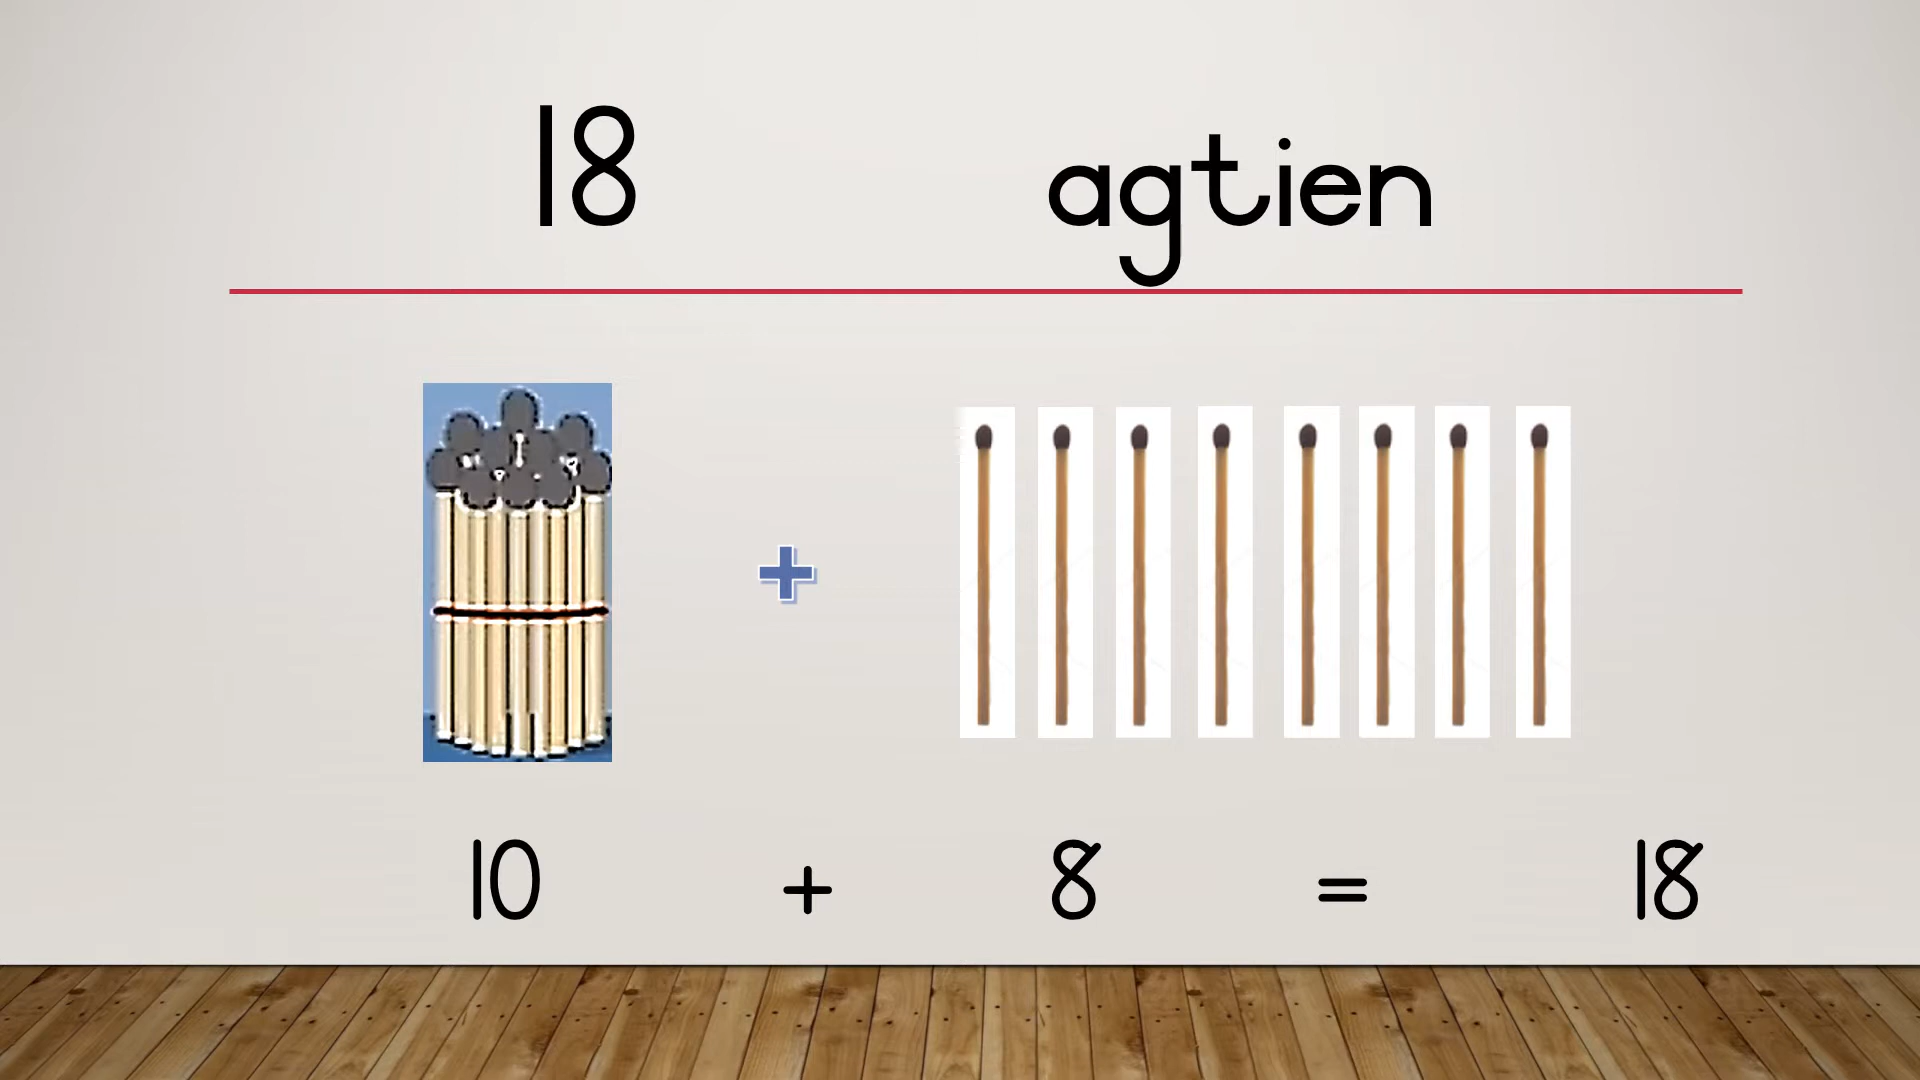 18 agtien
+
10 + 8 = 18